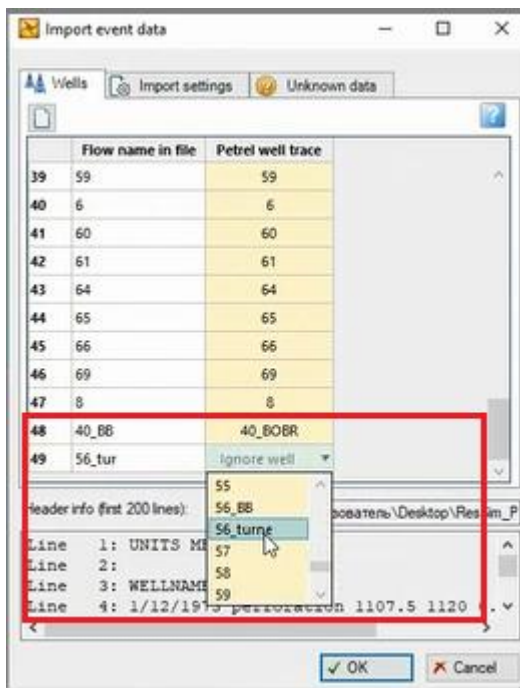 Import event data
Wells Import settings Unknown data
Flow name in file Petrel well trace
39 59 59
40 6 6
41 60 60
42 61 61
43 64 64
44 65 65
45 66 66
46 69 69
47 8 8
48 40_BB 40_BOBR
49 56_tur Ignore well
55
56_BB
56_turne
57
58
59
Header info (first 200 lines): \Desktop\Res
Line 1: UNITS
Line 2:
Line 3: WELLNAME
Line 4: 1/12/1975 perforation 1107.5 1120
OK Cancel